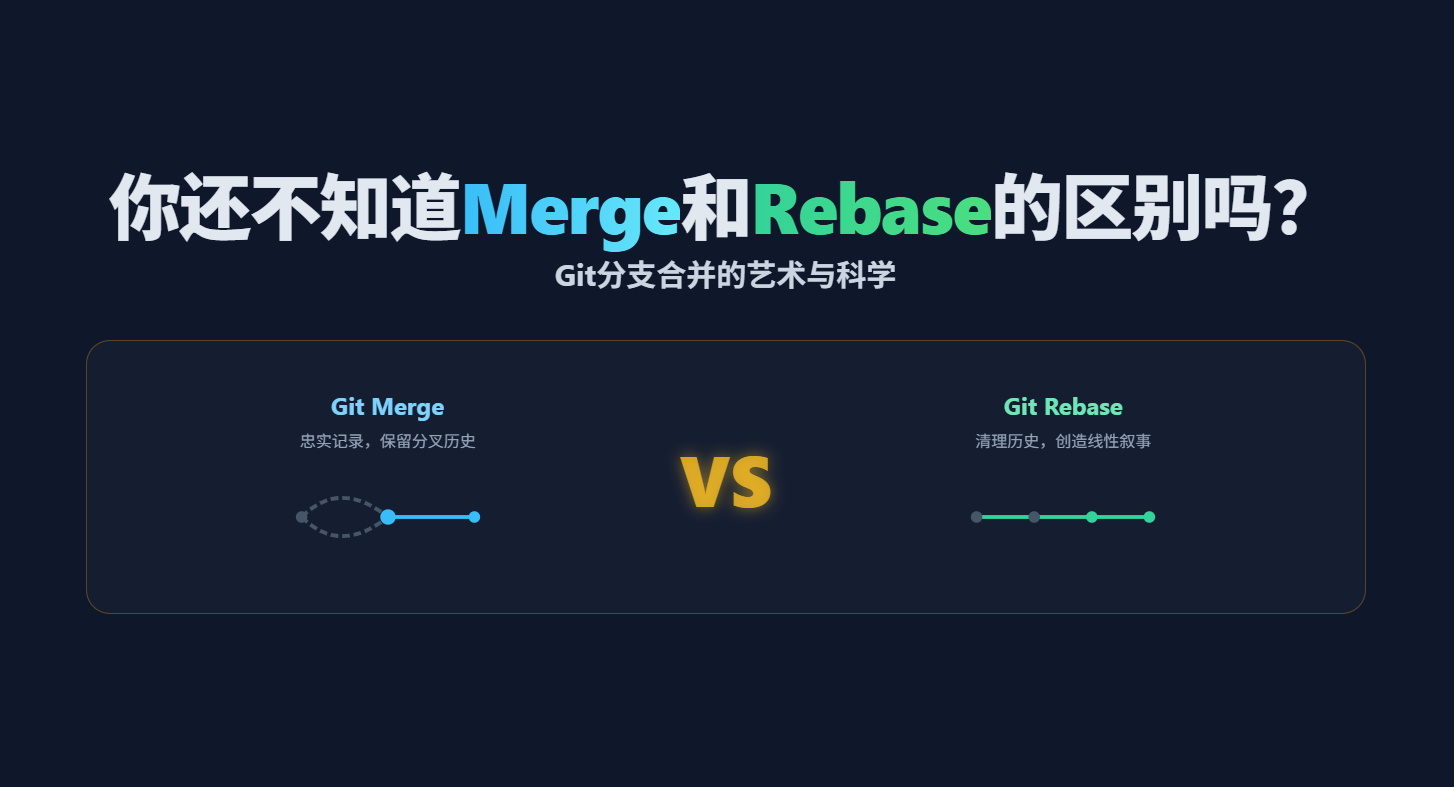 你还不知道Merge和Rebase的区别吗?
Git分支合并的艺术与科学
Git Merge
忠实记录，保留分叉历史
VS
Git Rebase
清理历史，创造线性叙事